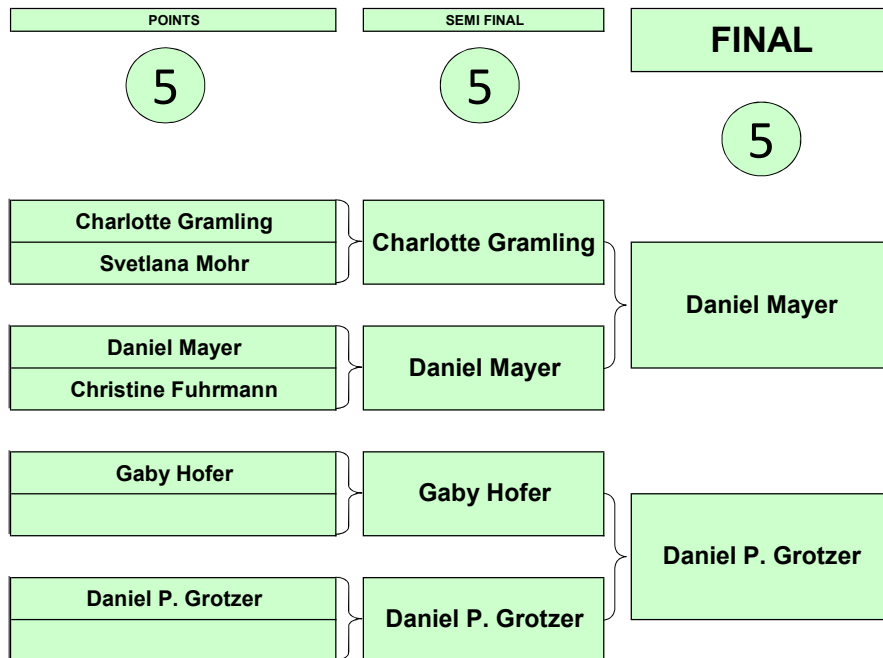 POINTS
SEMI FINAL
FINAL
5
5
5
Charlotte Gramling
Svetlana Mohr
Charlotte Gramling
Daniel Mayer
Daniel Mayer
Christine Fuhrmann
Daniel Mayer
Gaby Hofer
Gaby Hofer
Daniel P. Grotzer
Daniel P. Grotzer
Daniel P. Grotzer